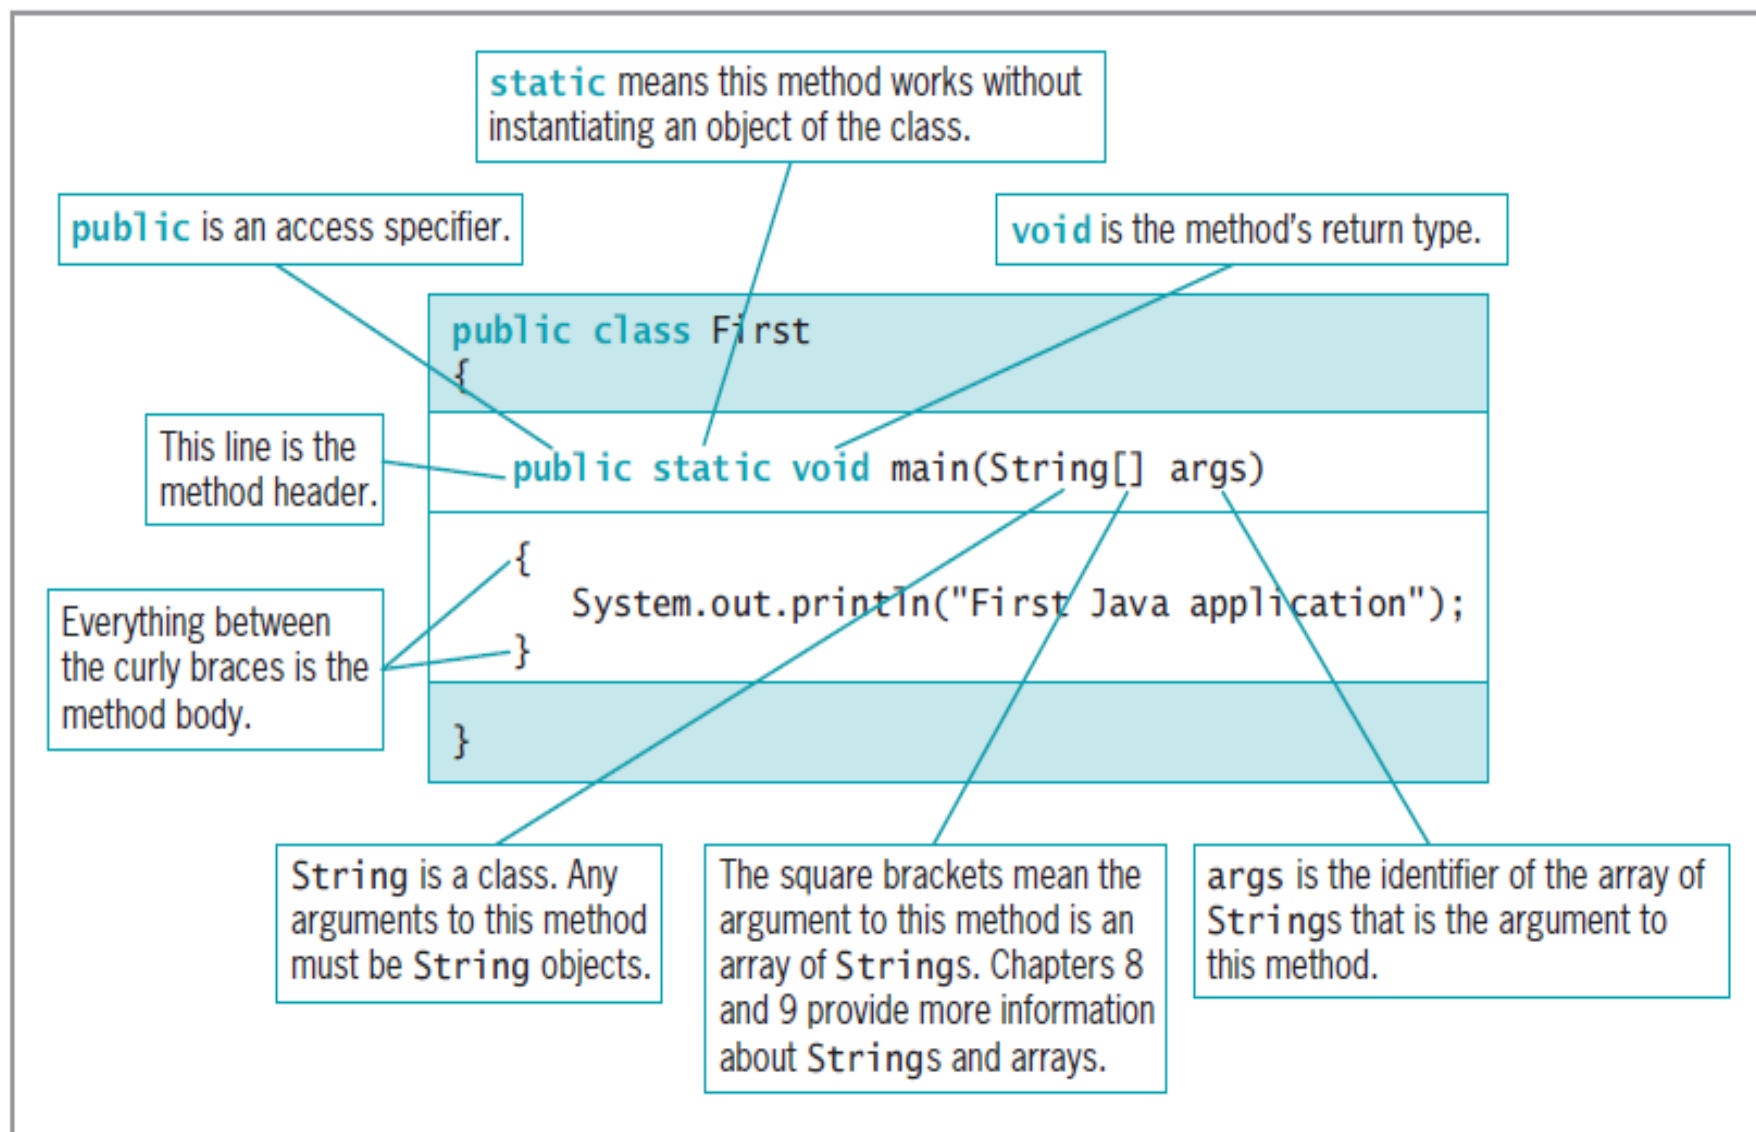 static means this method works without
instantiating an object of the class.
public is an access specifier.
void is the method's return type.
public class First
{
This line is the
method header.
public static void main(String[] args)
{
System.out.println("First Java application");
}
Everything between
the curly braces is the
method body.
}
String is a class. Any
arguments to this method
must be String objects.
The square brackets mean the
argument to this method is an
array of Strings. Chapters 8
and 9 provide more information
about Strings and arrays.
args is the identifier of the array of
Strings that is the argument to
this method.